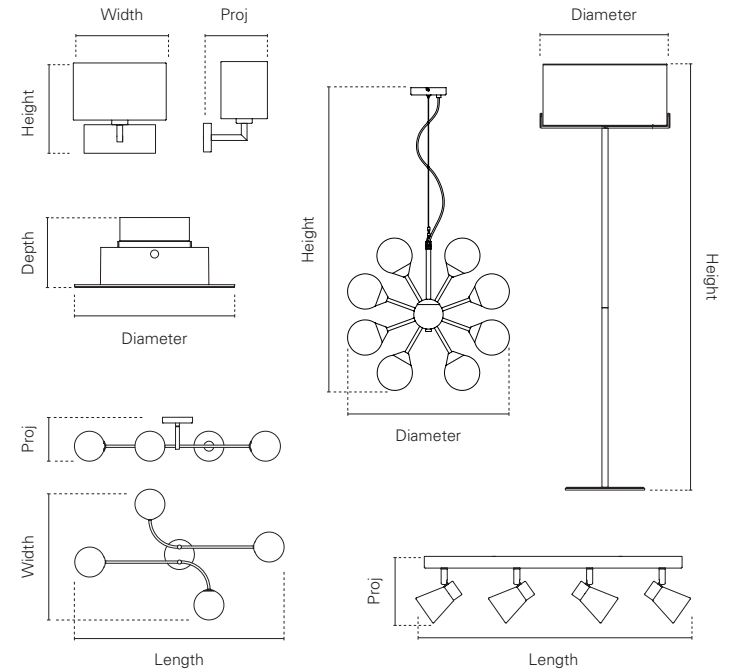 Width
Proj
Height
Depth
Diameter
Proj
Width
Length
Height
Diameter
Diameter
Height
Proj
Length